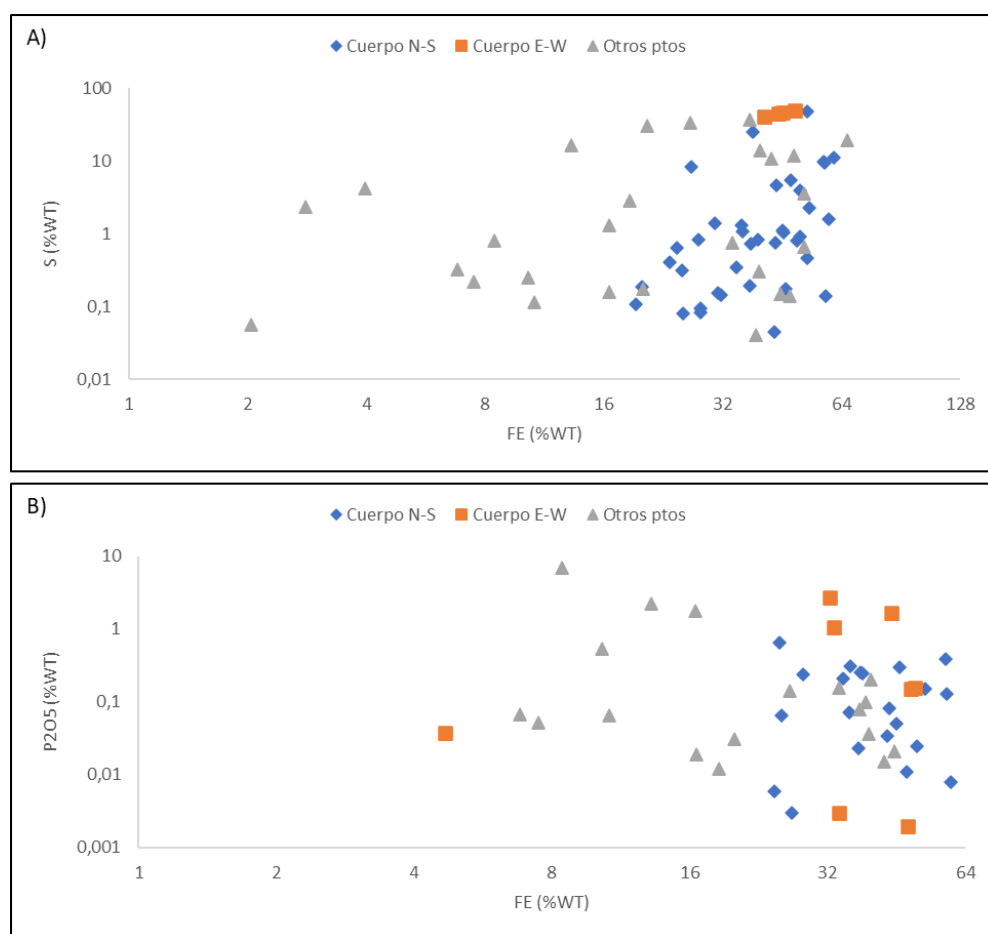 A)
Cuerpo N-S Cuerpo E-W Otros ptos
100
10
1
0,1
0,01
S (%WT)
1 2 4 8 16 32 64 128
FE (%WT)
B)
Cuerpo N-S Cuerpo E-W Otros ptos
10
1
0,1
0,01
0,001
P2O5 (%WT)
1 2 4 8 16 32 64
FE (%WT)